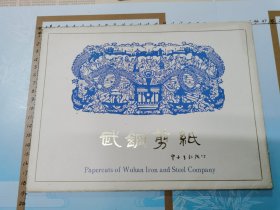 武鋼剪紙
Papercuts of Wuhan Iron and Steel Company